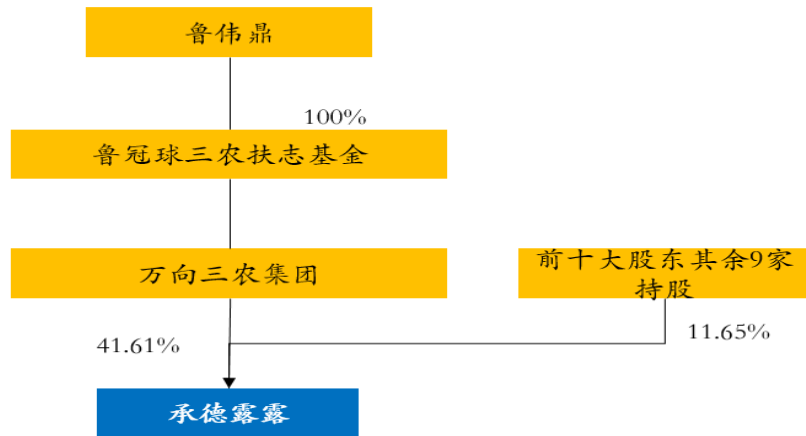 鲁伟鼎
100%
鲁冠球三农扶志基金
万向三农集团
前十大股东其余9家
持股
41.61%
11.65%
承德露露